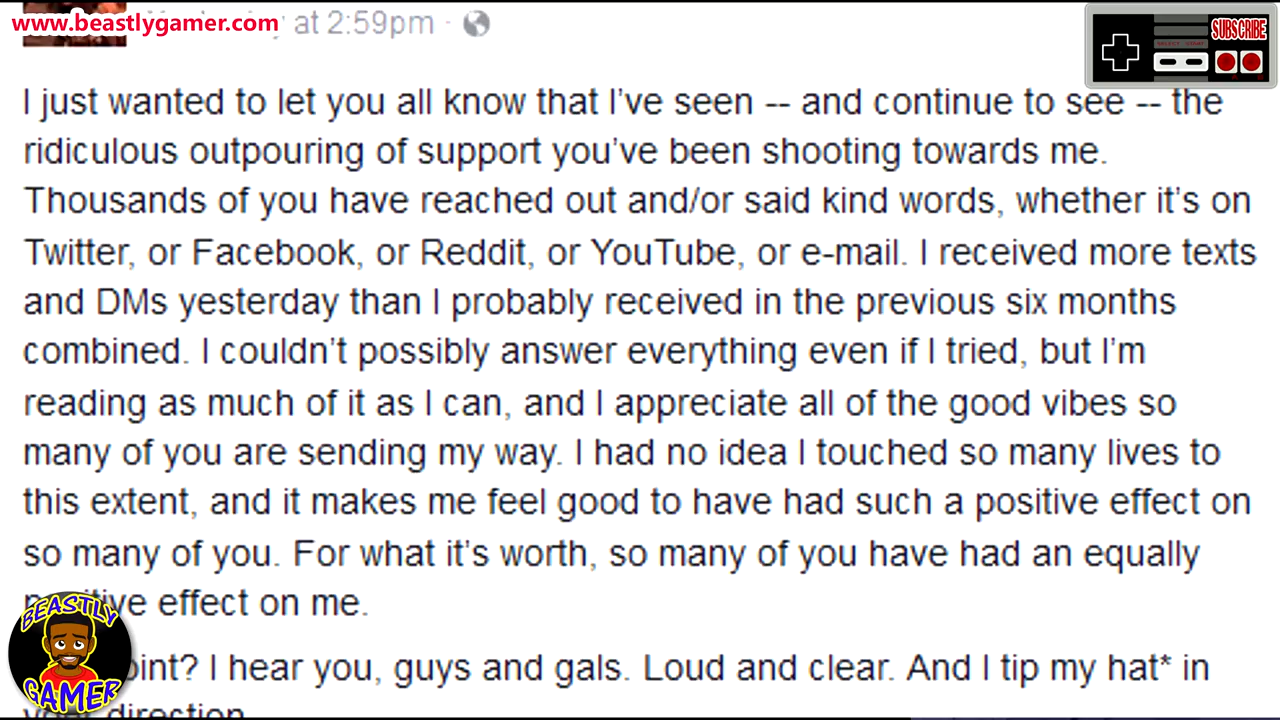 www.beastlygamer.com
at 2:59pm ·
SUBSCRIBE
SELECT START
I just wanted to let you all know that I've seen -- and continue to see -- the
ridiculous outpouring of support you've been shooting towards me.
Thousands of you have reached out and/or said kind words, whether it's on
Twitter, or Facebook, or Reddit, or YouTube, or e-mail. I received more texts
and DMs yesterday than I probably received in the previous six months
combined. I couldn't possibly answer everything even if I tried, but I'm
reading as much of it as I can, and I appreciate all of the good vibes so
many of you are sending my way. I had no idea I touched so many lives to
this extent, and it makes me feel good to have had such a positive effect on
so many of you. For what it's worth, so many of you have had an equally
positive effect on me.
BEASTLY
GAMER
oint? I hear you, guys and gals. Loud and clear. And I tip my hat* in
your direction